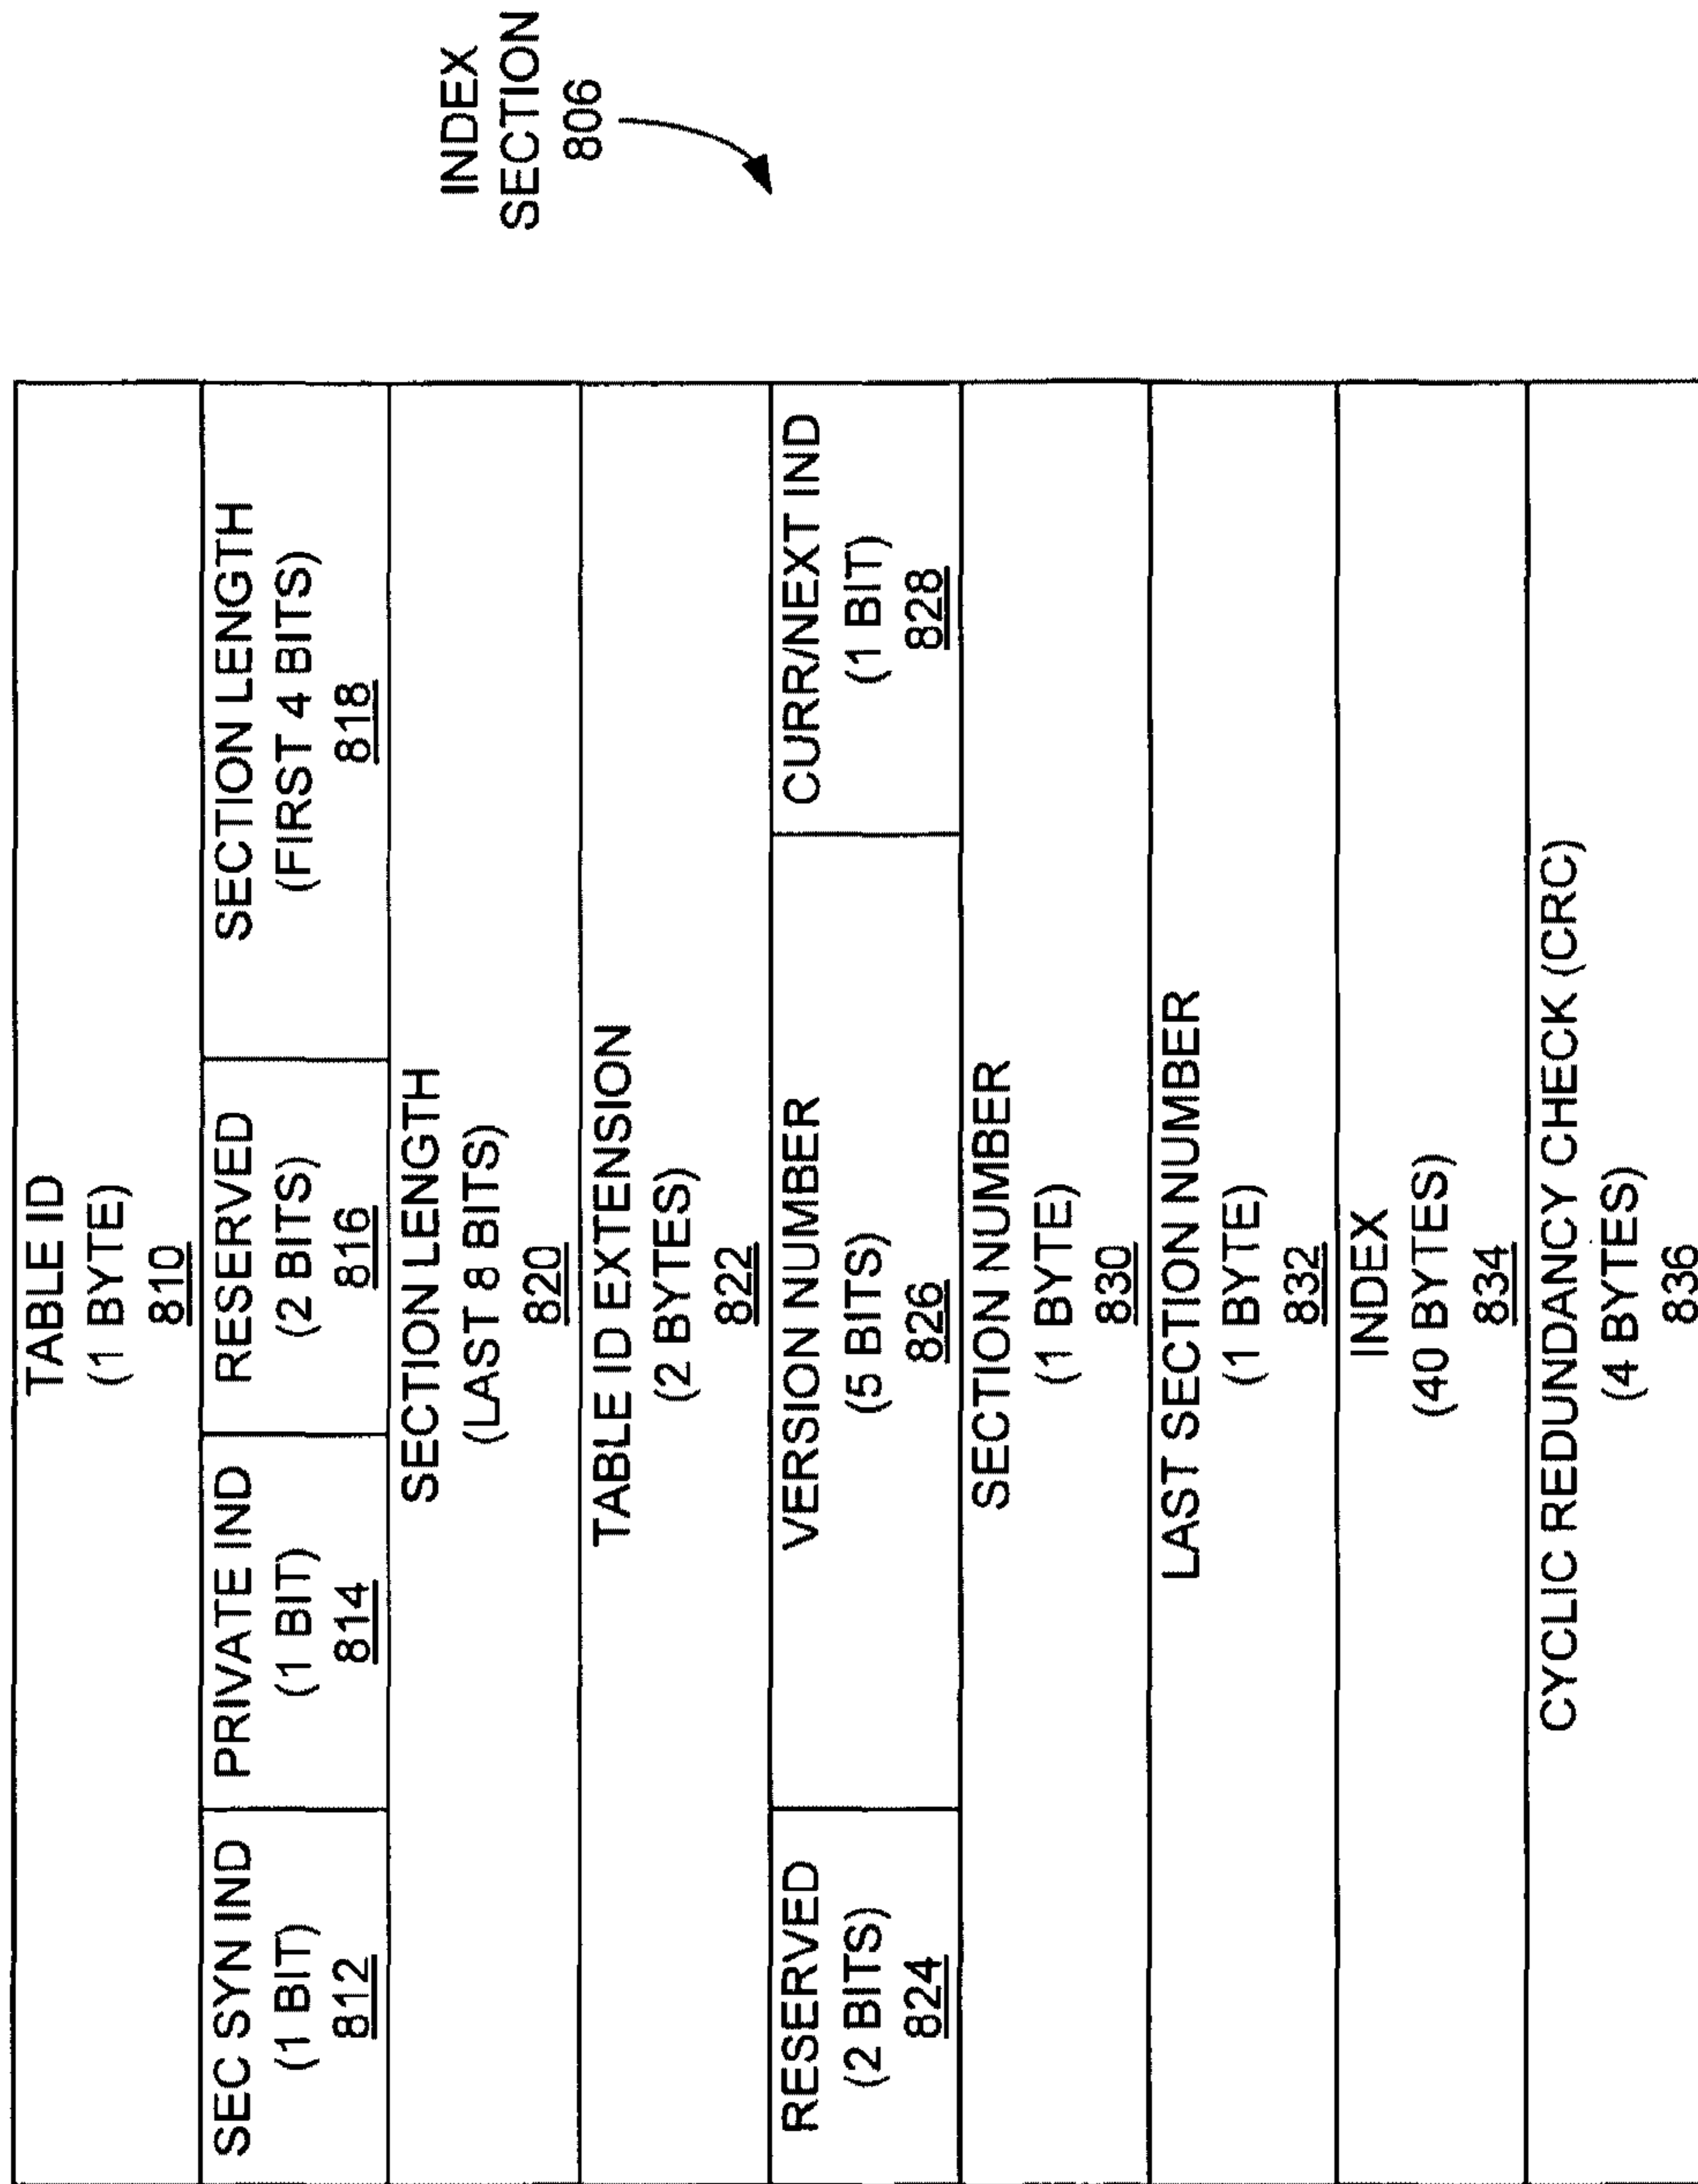 TABLE ID
(1 BYTE)
810
SEC SYN IND
(1 BIT)
812
PRIVATE IND
(1 BIT)
814
RESERVED
(2 BITS)
816
SECTION LENGTH
(FIRST 4 BITS)
818
SECTION LENGTH
(LAST 8 BITS)
820
TABLE ID EXTENSION
(2 BYTES)
822
RESERVED
(2 BITS)
824
VERSION NUMBER
(5 BITS)
826
CURR/NEXT IND
(1 BIT)
828
SECTION NUMBER
(1 BYTE)
830
LAST SECTION NUMBER
(1 BYTE)
832
INDEX
(40 BYTES)
834
CYCLIC REDUNDANCY CHECK (CRC)
(4 BYTES)
836
INDEX
SECTION
806